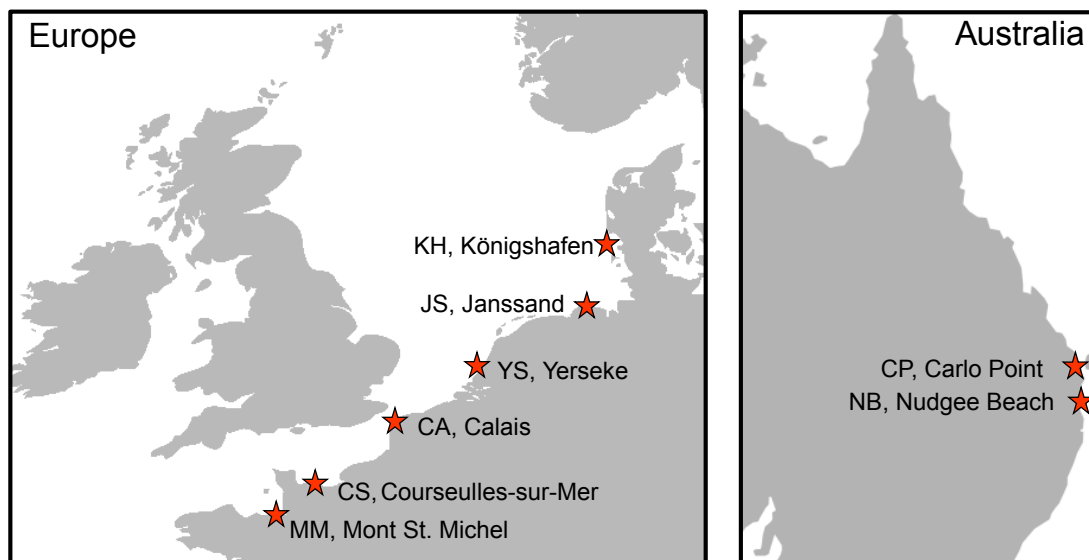 Europe
KH, Königshafen
JS, Janssand
YS, Yerseke
CA, Calais
CS, Courseulles-sur-Mer
MM, Mont St. Michel
Australia
CP, Carlo Point
NB, Nudgee Beach